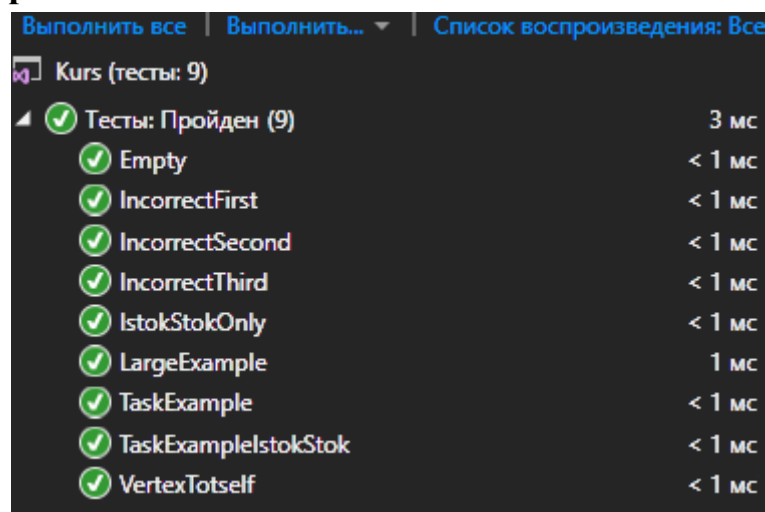 Выполнить все | Выполнить... | Список воспроизведения: Все
Kurs (тесты: 9)
Тесты: Пройден (9) 3 мс
Empty < 1 мс
IncorrectFirst < 1 мс
IncorrectSecond < 1 мс
IncorrectThird < 1 мс
IstokStokOnly < 1 мс
LargeExample 1 мс
TaskExample < 1 мс
TaskExampleIstokStok < 1 мс
VertexTotself < 1 мс